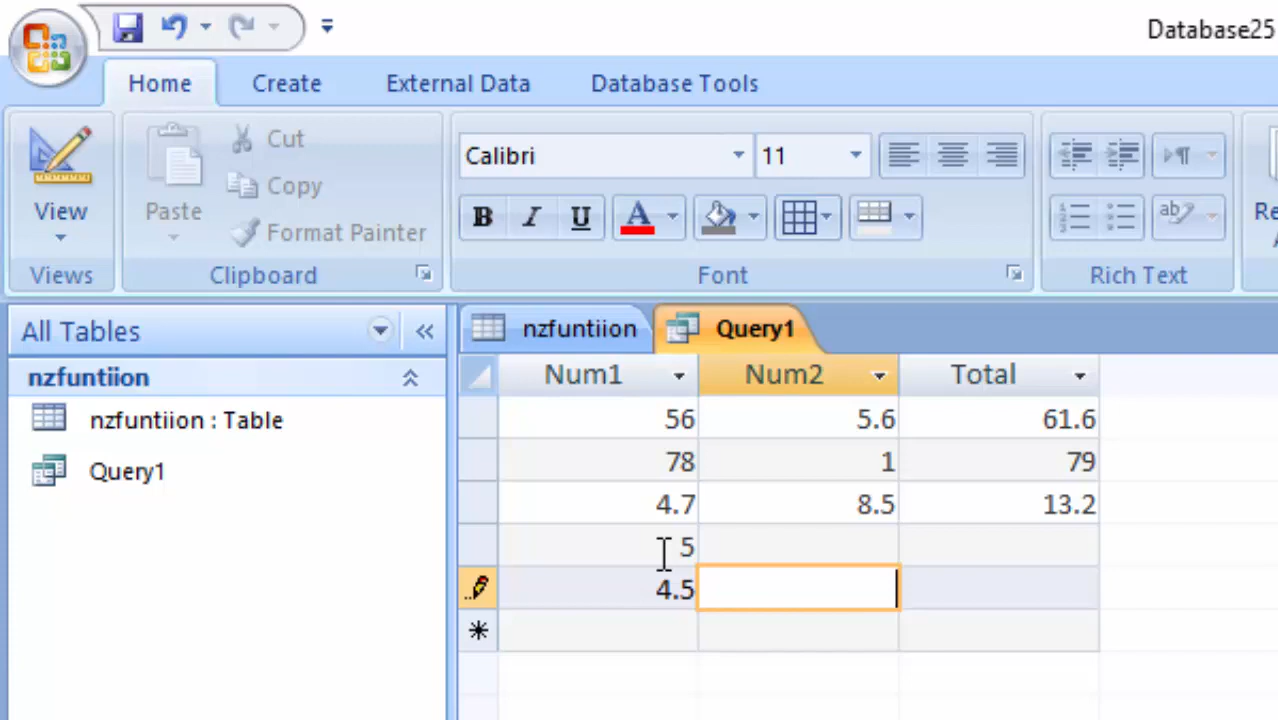 Database25
Home Create External Data Database Tools
View
Views
Paste
Cut
Copy
Format Painter
Clipboard
Calibri 11
B I U A
Font
ab
Rich Text
Re
All Tables
nzfuntiion
nzfuntiion : Table
Query1
nzfuntiion Query1
Num1 Num2 Total
56 5.6 61.6
78 1 79
4.7 8.5 13.2
5
4.5